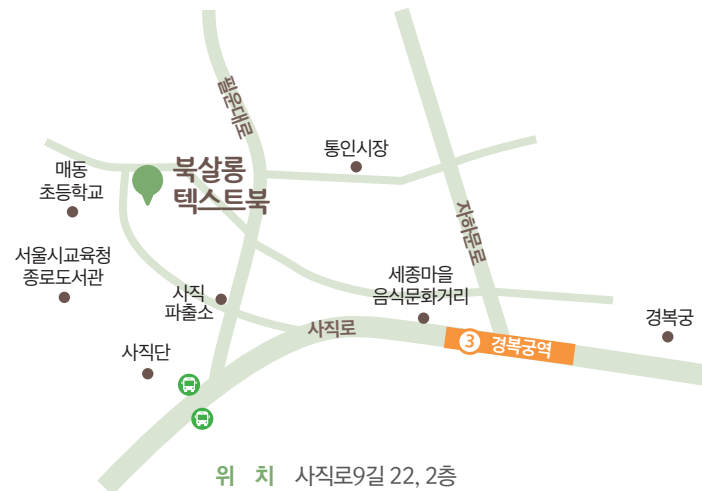 필운대로
통인시장
매동
초등학교
북살롱
텍스트북
자하문로
서울시교육청
종로도서관
세종마을
음식문화거리
사직
파출소
경복궁
사직로
3 경복궁역
사직단
위 치 사직로9길 22, 2층